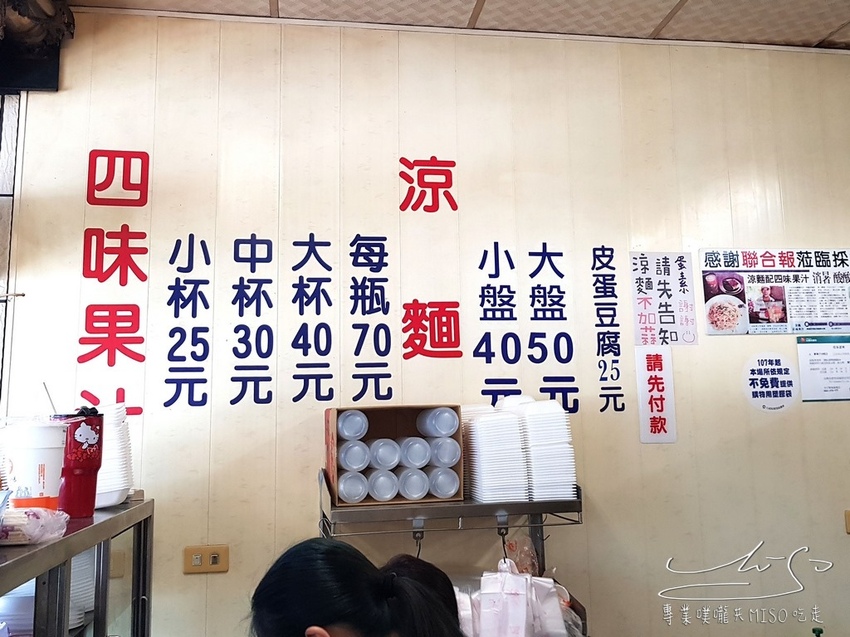 四味果汁
小杯25元
中杯30元
大杯40元
每瓶70元
涼麵
小盤40元
大盤50元
皮蛋豆腐25元
蛋素 謝謝
請先告知
涼麵不加蒜
請先付款
感謝聯合報蒞臨採
涼麵配四味果汁
107年起
本場所依規定
不免費提供
購物用塑膠袋
專業噗嚨共MISO吃走